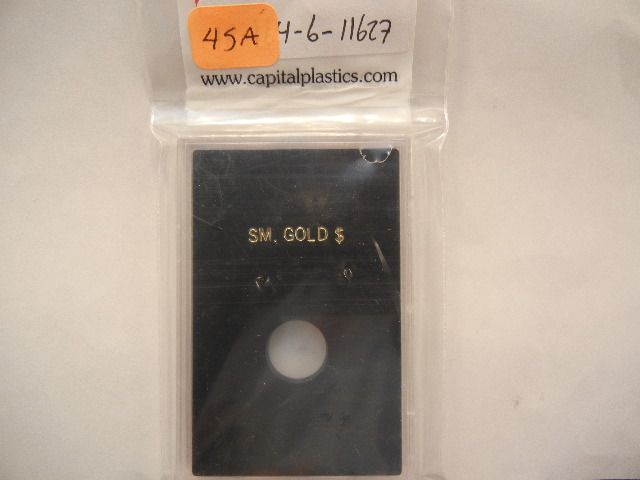 45A
4-6-11627
www.capitalplastics.com
SM. GOLD $